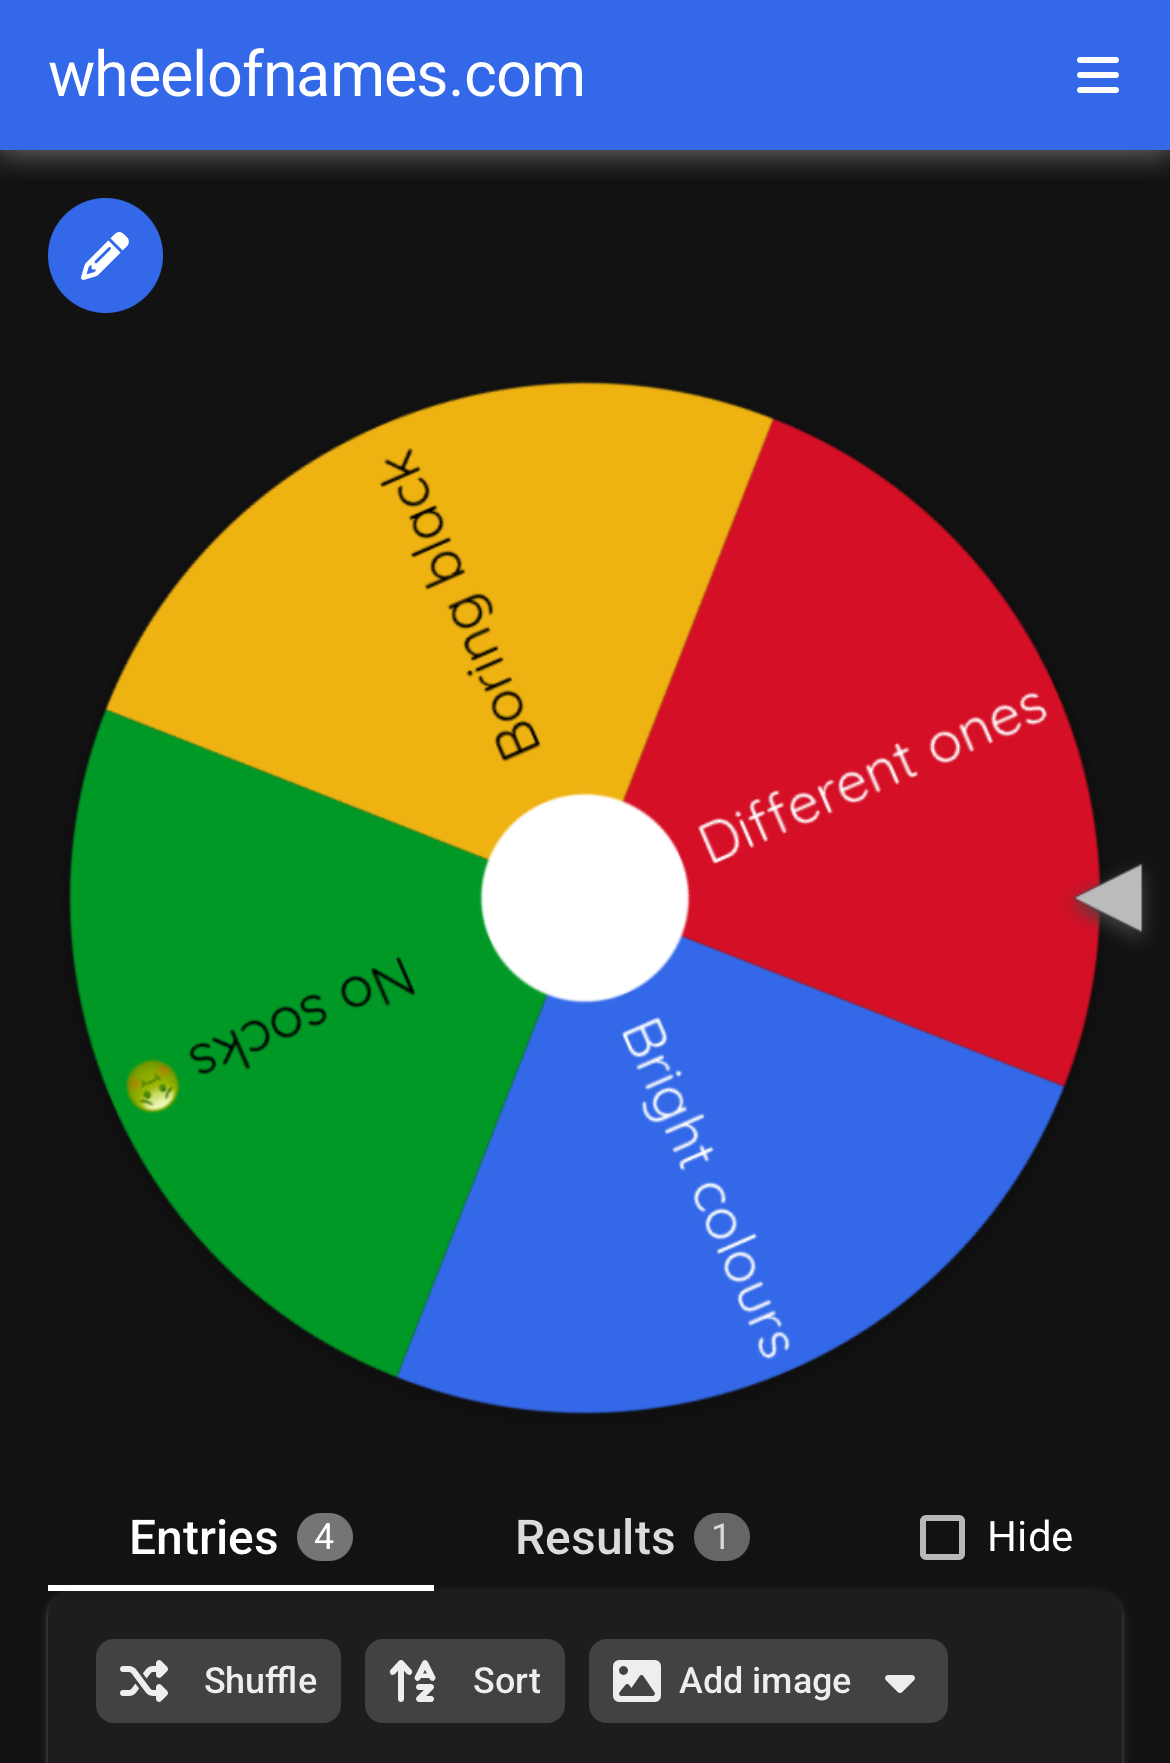 wheelofnames.com
Boring black
Different ones
No socks
Bright colours
Entries 4
Results 1
Hide
Shuffle
Sort
Add image